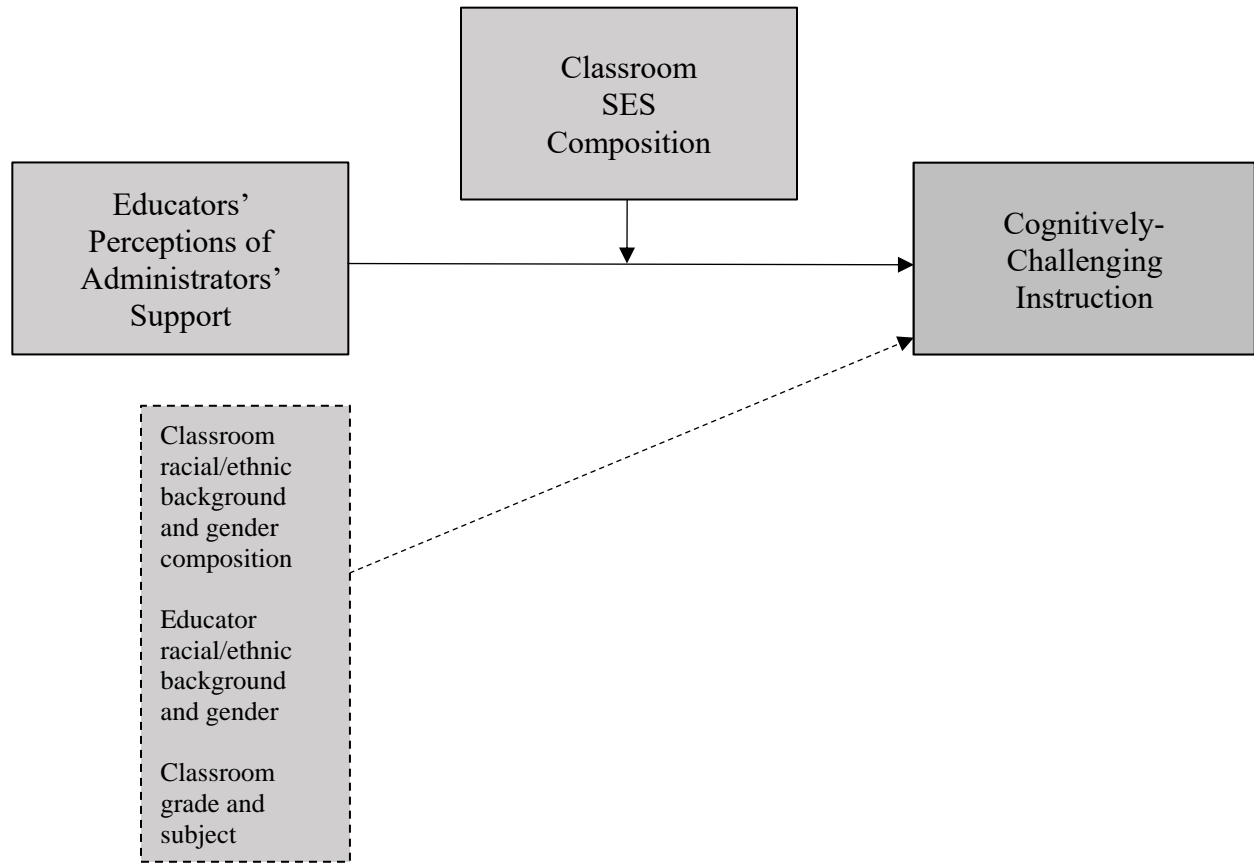 Classroom
SES
Composition
Educators’
Perceptions of
Administrators’
Support
Cognitively-
Challenging
Instruction
Classroom
racial/ethnic
background
and gender
composition
Educator
racial/ethnic
background
and gender
Classroom
grade and
subject